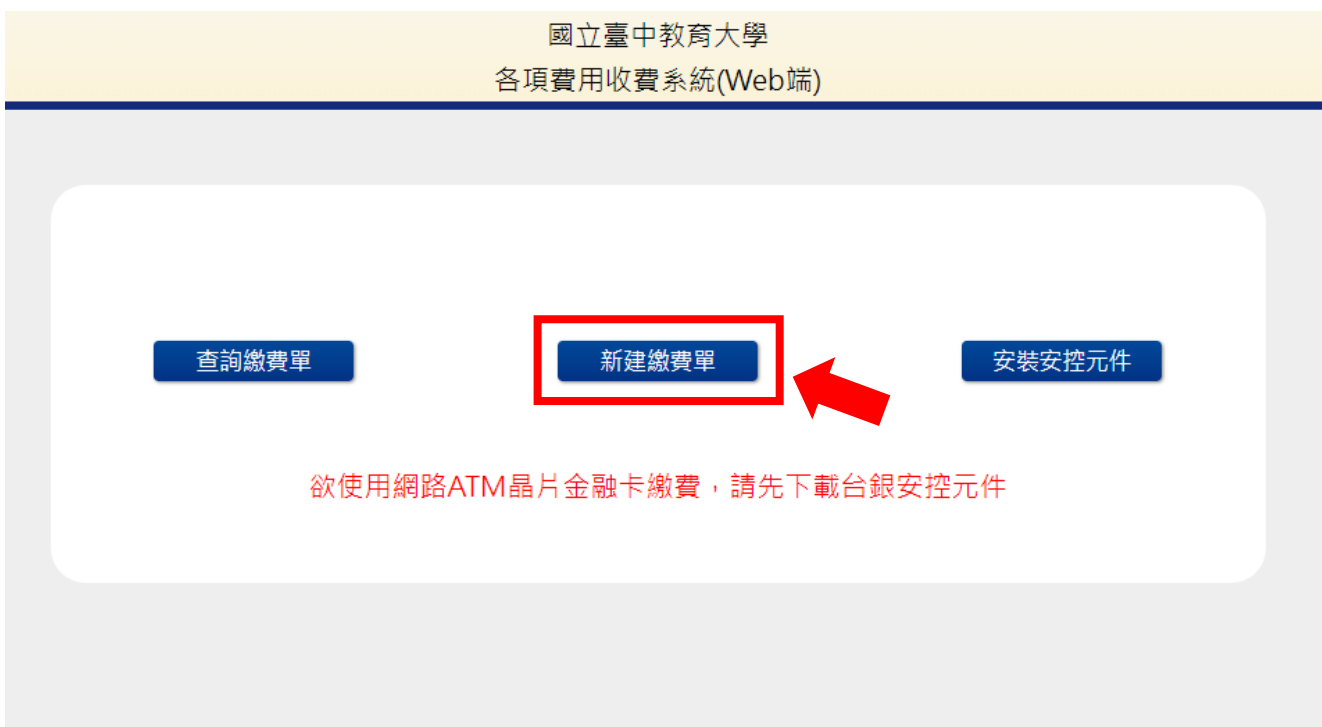 國立臺中教育大學
各項費用收費系統(Web端)
查詢繳費單
新建繳費單
安裝安控元件
欲使用網路ATM晶片金融卡繳費，請先下載台銀安控元件